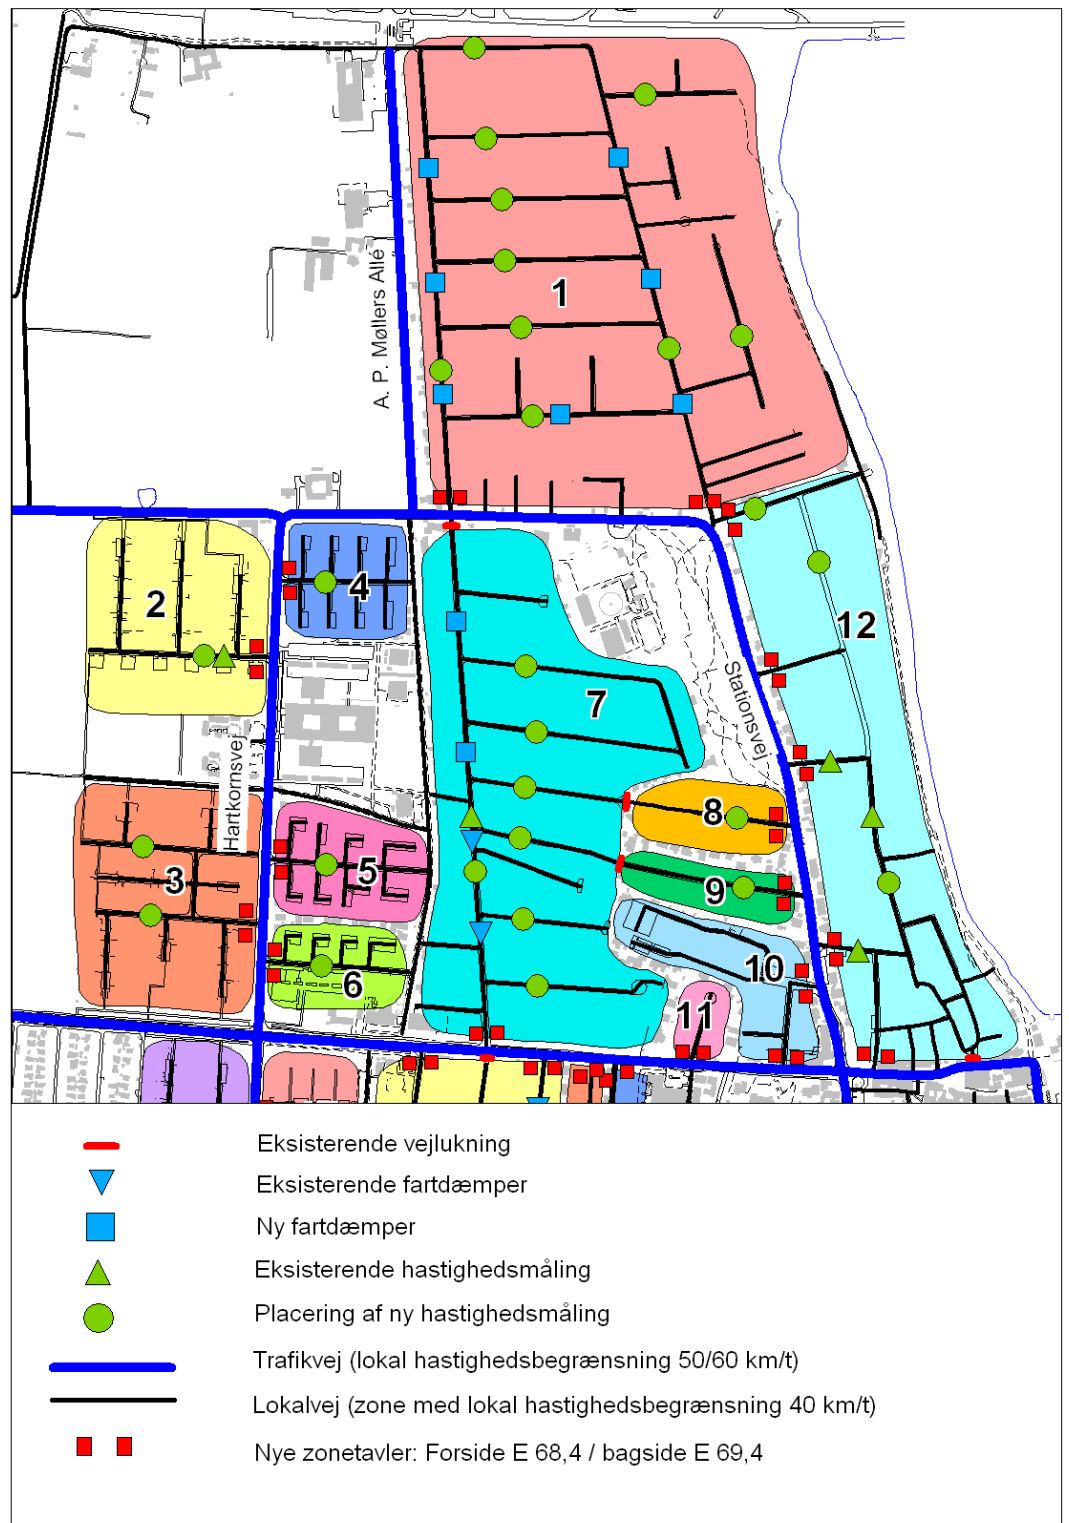 A. P. Møllers Allé
1
2
4
12
7
Stationsvej
Hartkornsvej
8
3
5
9
10
6
11
Eksisterende vejlukning
Eksisterende fartdæmper
Ny fartdæmper
Eksisterende hastighedsmåling
Placering af ny hastighedsmåling
Trafikvej (lokal hastighedsbegrænsning 50/60 km/t)
Lokalvej (zone med lokal hastighedsbegrænsning 40 km/t)
Nye zonetavler: Forside E 68,4 / bagside E 69,4